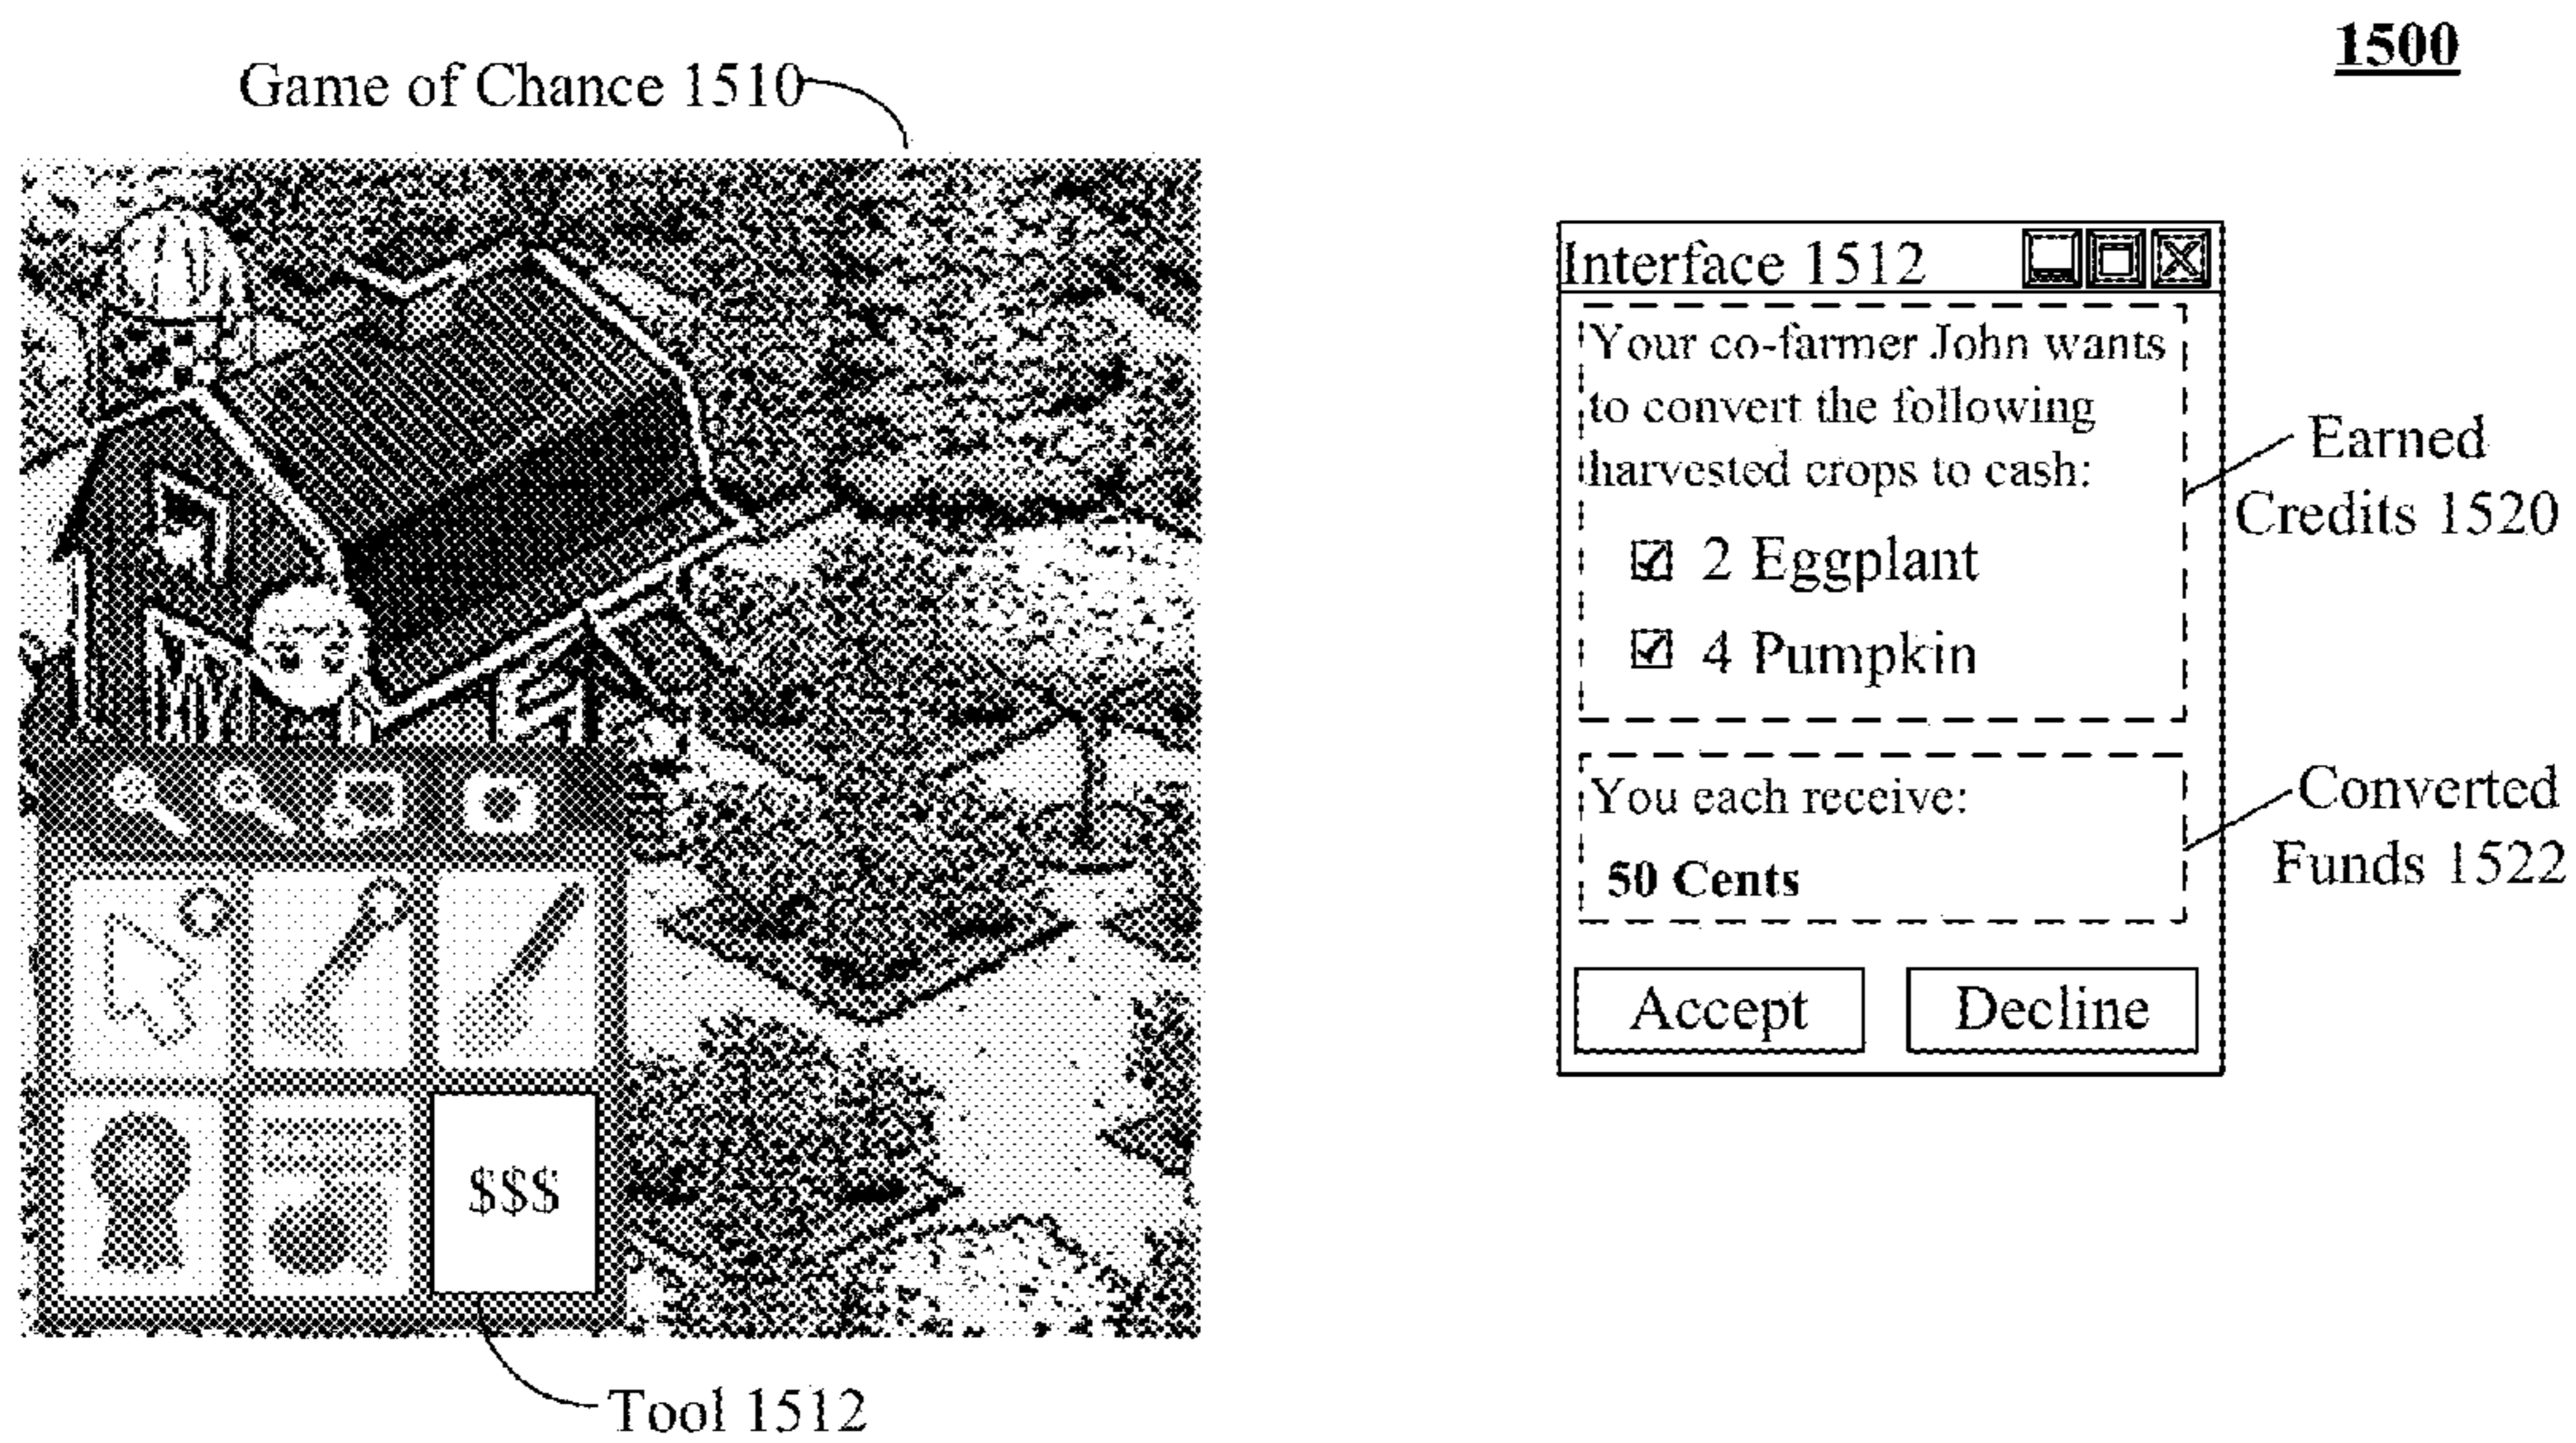 1500
Game of Chance 1510
$$$
Tool 1512
Interface 1512
Your co-farmer John wants
to convert the following
harvested crops to cash:
2 Eggplant
4 Pumpkin
Earned
Credits 1520
You each receive:
50 Cents
Converted
Funds 1522
Accept
Decline